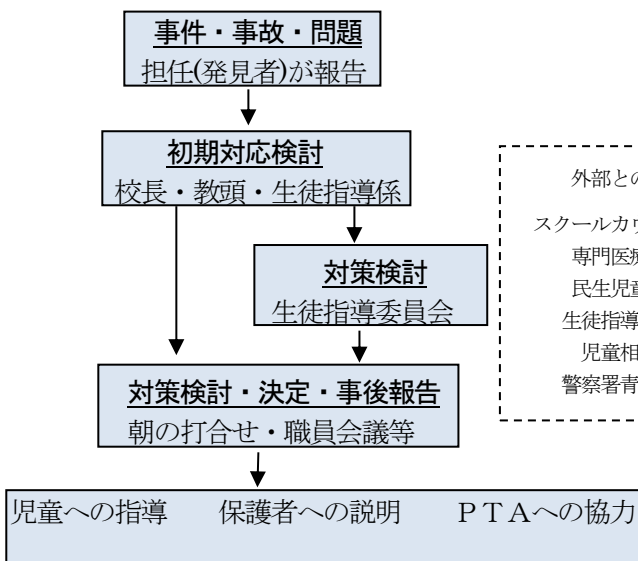 事件・事故・問題
担任(発見者)が報告
初期対応検討
校長・教頭・生徒指導係
対策検討
生徒指導委員会
対策検討・決定・事後報告
朝の打合せ・職員会議等
児童への指導 保護者への説明 ＰＴＡへの協力
外部との
スクールカウ
専門医療
民生児童
生徒指導
児童相
警察署青